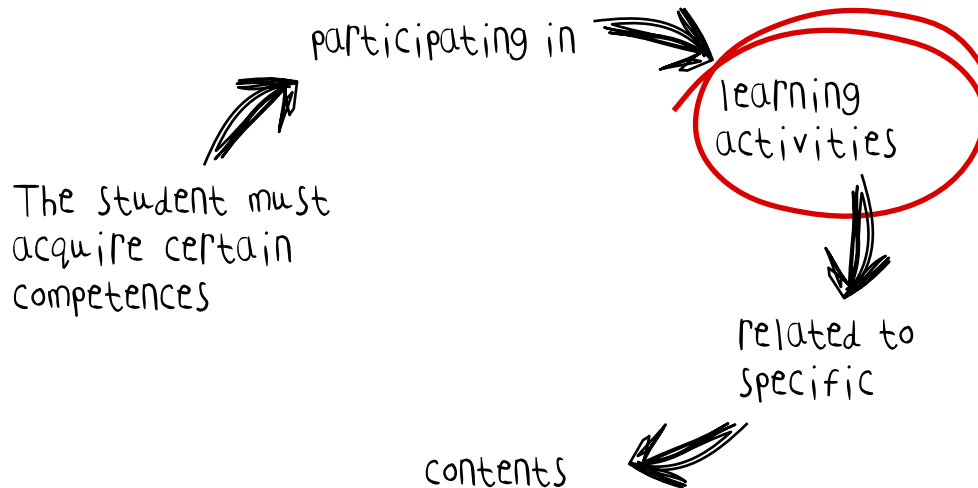 The student must
acquire certain
competences
participating in
learning
activities
related to
specific
contents